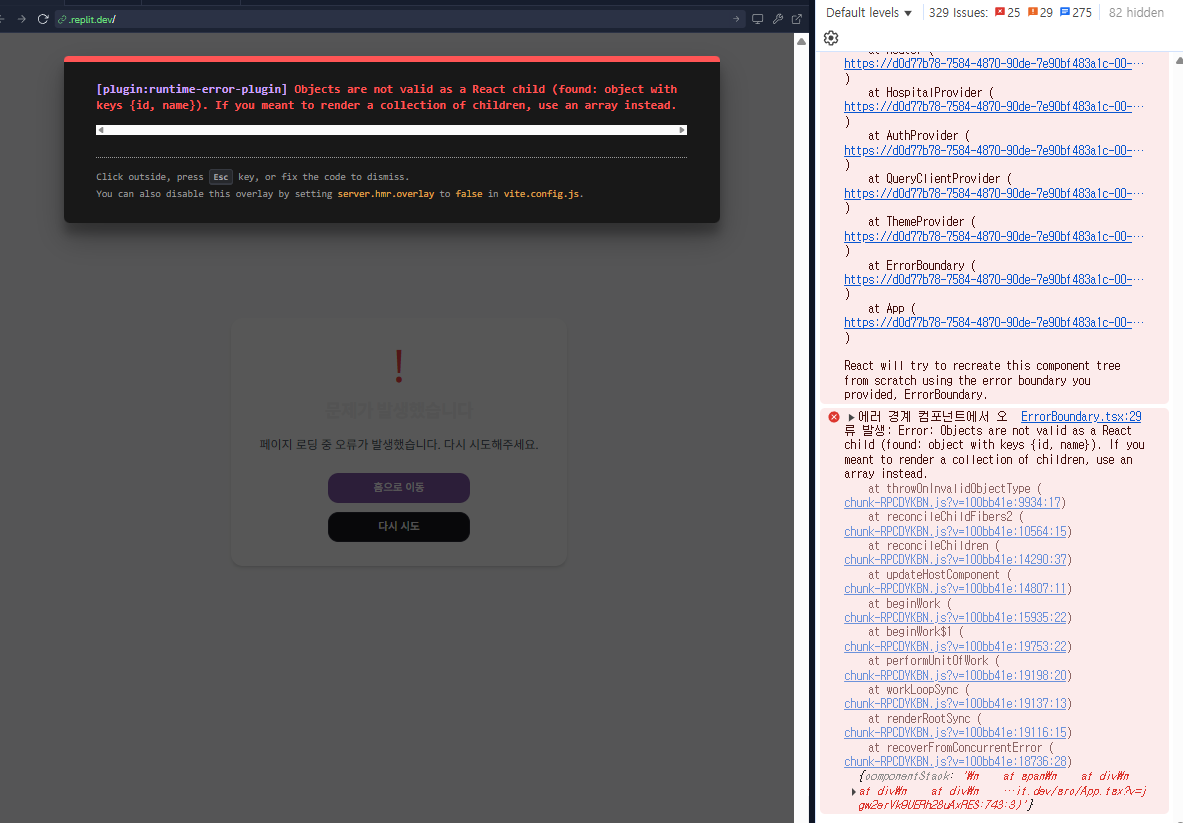 .replit.dev/
[plugin:runtime-error-plugin] Objects are not valid as a React child (found: object with
keys {id, name}). If you meant to render a collection of children, use an array instead.
Click outside, press Esc key, or fix the code to dismiss.
You can also disable this overlay by setting server.hmr.overlay to false in vite.config.js.
!
문제가 발생했습니다
페이지 로딩 중 오류가 발생했습니다. 다시 시도해주세요.
홈으로 이동
다시 시도
Default levels ▼ 329 Issues: 25 29 275 82 hidden
https://d0d77b78-7584-4870-90de-7e90bf483a1c-00-…
)
at HospitalProvider (
https://d0d77b78-7584-4870-90de-7e90bf483a1c-00-…
)
at AuthProvider (
https://d0d77b78-7584-4870-90de-7e90bf483a1c-00-…
)
at QueryClientProvider (
https://d0d77b78-7584-4870-90de-7e90bf483a1c-00-…
)
at ThemeProvider (
https://d0d77b78-7584-4870-90de-7e90bf483a1c-00-…
)
at ErrorBoundary (
https://d0d77b78-7584-4870-90de-7e90bf483a1c-00-…
)
at App (
https://d0d77b78-7584-4870-90de-7e90bf483a1c-00-…
)
React will try to recreate this component tree
from scratch using the error boundary you
provided, ErrorBoundary.
▶에러 경계 컴포넌트에서 오 ErrorBoundary.tsx:29
류 발생: Error: Objects are not valid as a React
child (found: object with keys {id, name}). If you
meant to render a collection of children, use an
array instead.
at throwOnInvalidObjectType (
chunk-RPCDYKBN.js?v=100bb41e:9934:17)
at reconcileChildFibers2 (
chunk-RPCDYKBN.js?v=100bb41e:10564:15)
at reconcileChildren (
chunk-RPCDYKBN.js?v=100bb41e:14290:37)
at updateHostComponent (
chunk-RPCDYKBN.js?v=100bb41e:14807:11)
at beginWork (
chunk-RPCDYKBN.js?v=100bb41e:15935:22)
at beginWork$1 (
chunk-RPCDYKBN.js?v=100bb41e:19753:22)
at performUnitOfWork (
chunk-RPCDYKBN.js?v=100bb41e:19198:20)
at workLoopSync (
chunk-RPCDYKBN.js?v=100bb41e:19137:13)
at renderRootSync (
chunk-RPCDYKBN.js?v=100bb41e:19116:15)
at recoverFromConcurrentError (
chunk-RPCDYKBN.js?v=100bb41e:18736:28)
{componentStack: '₩n at span₩n at div₩n
▶at div₩n at div₩n …it.dev/src/App.tsx?v=j
:743:3)'}